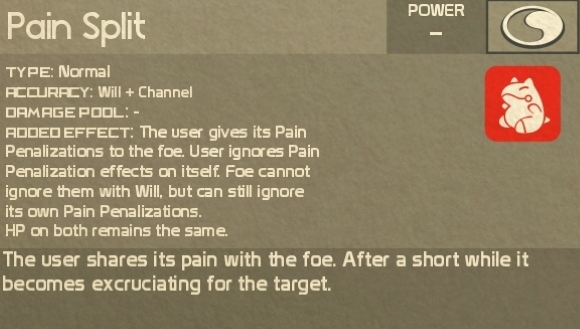 Pain Split
POWER
–
TYPE: Normal
ACCURACY: Will + Channel
DAMAGE POOL: -
ADDED EFFECT: The user gives its Pain
Penalizations to the foe. User ignores Pain
Penalization effects on itself. Foe cannot
ignore them with Will, but can still ignore
its own Pain Penalizations.
HP on both remains the same.
The user shares its pain with the foe. After a short while it
becomes excruciating for the target.